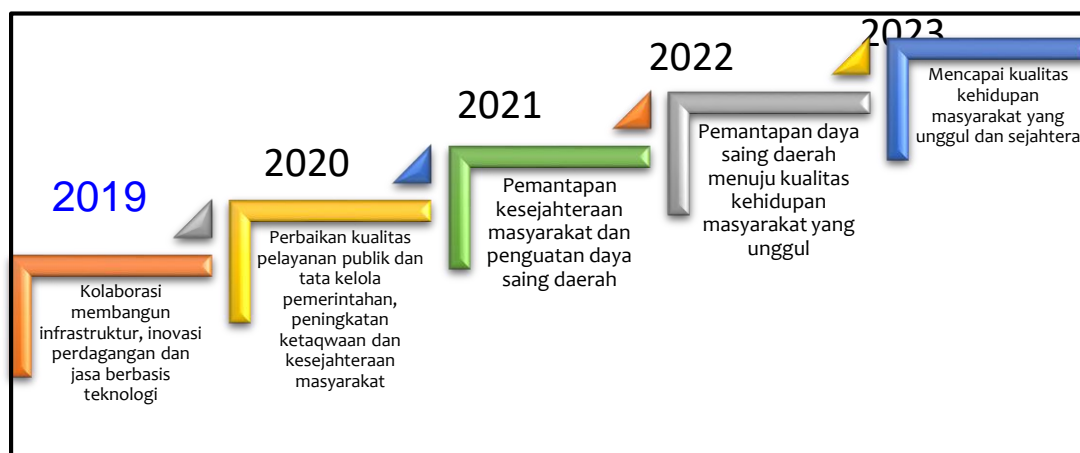 2019
Kolaborasi
membangun
infrastruktur, inovasi
perdagangan dan
jasa berbasis
teknologi
2020
Perbaikan kualitas
pelayanan publik dan
tata kelola
pemerintahan,
peningkatan
ketaqwaan dan
kesejahteraan
masyarakat
2021
Pemantapan
kesejahteraan
masyarakat dan
penguatan daya
saing daerah
2022
Pemantapan daya
saing daerah
menuju kualitas
kehidupan
masyarakat yang
unggul
2023
Mencapai kualitas
kehidupan
masyarakat yang
unggul dan sejahtera